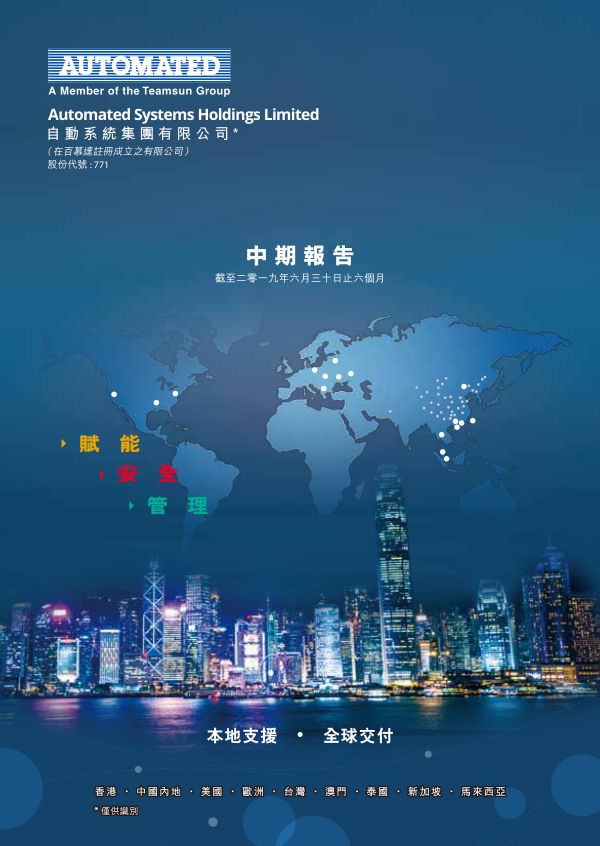 AUTOMATED
A Member of the Teamsun Group
Automated Systems Holdings Limited
自動系統集團有限公司*
(在百慕達註冊成立之有限公司)
股份代號 : 771
中期報告
截至二零一九年六月三十日止六個月
賦能
安全
管理
本地支援 • 全球交付
香港 · 中國內地 · 美國 · 歐洲 · 台灣 · 澳門 · 泰國 · 新加坡 · 馬來西亞
* 僅供識別